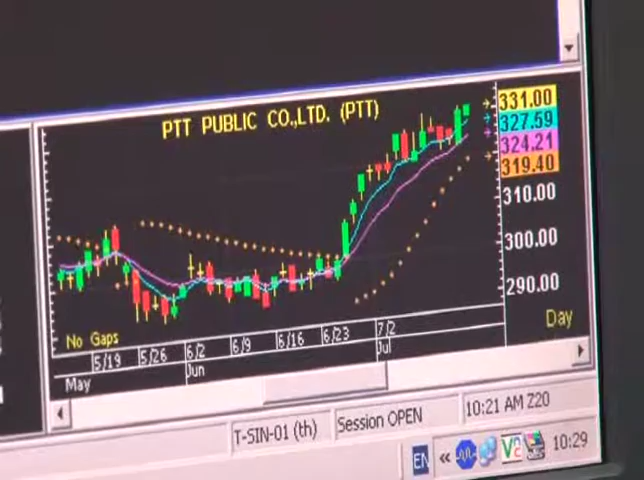 PTT PUBLIC CO.,LTD. (PTT)
331.00
327.59
324.21
319.40
310.00
300.00
290.00
No Gaps
Day
5/19 5/26 6/2 6/9 6/16 6/23 7/2
May Jun Jul
T-SIN-01 (th) Session OPEN 10:21 AM Z20
EN « 10:29